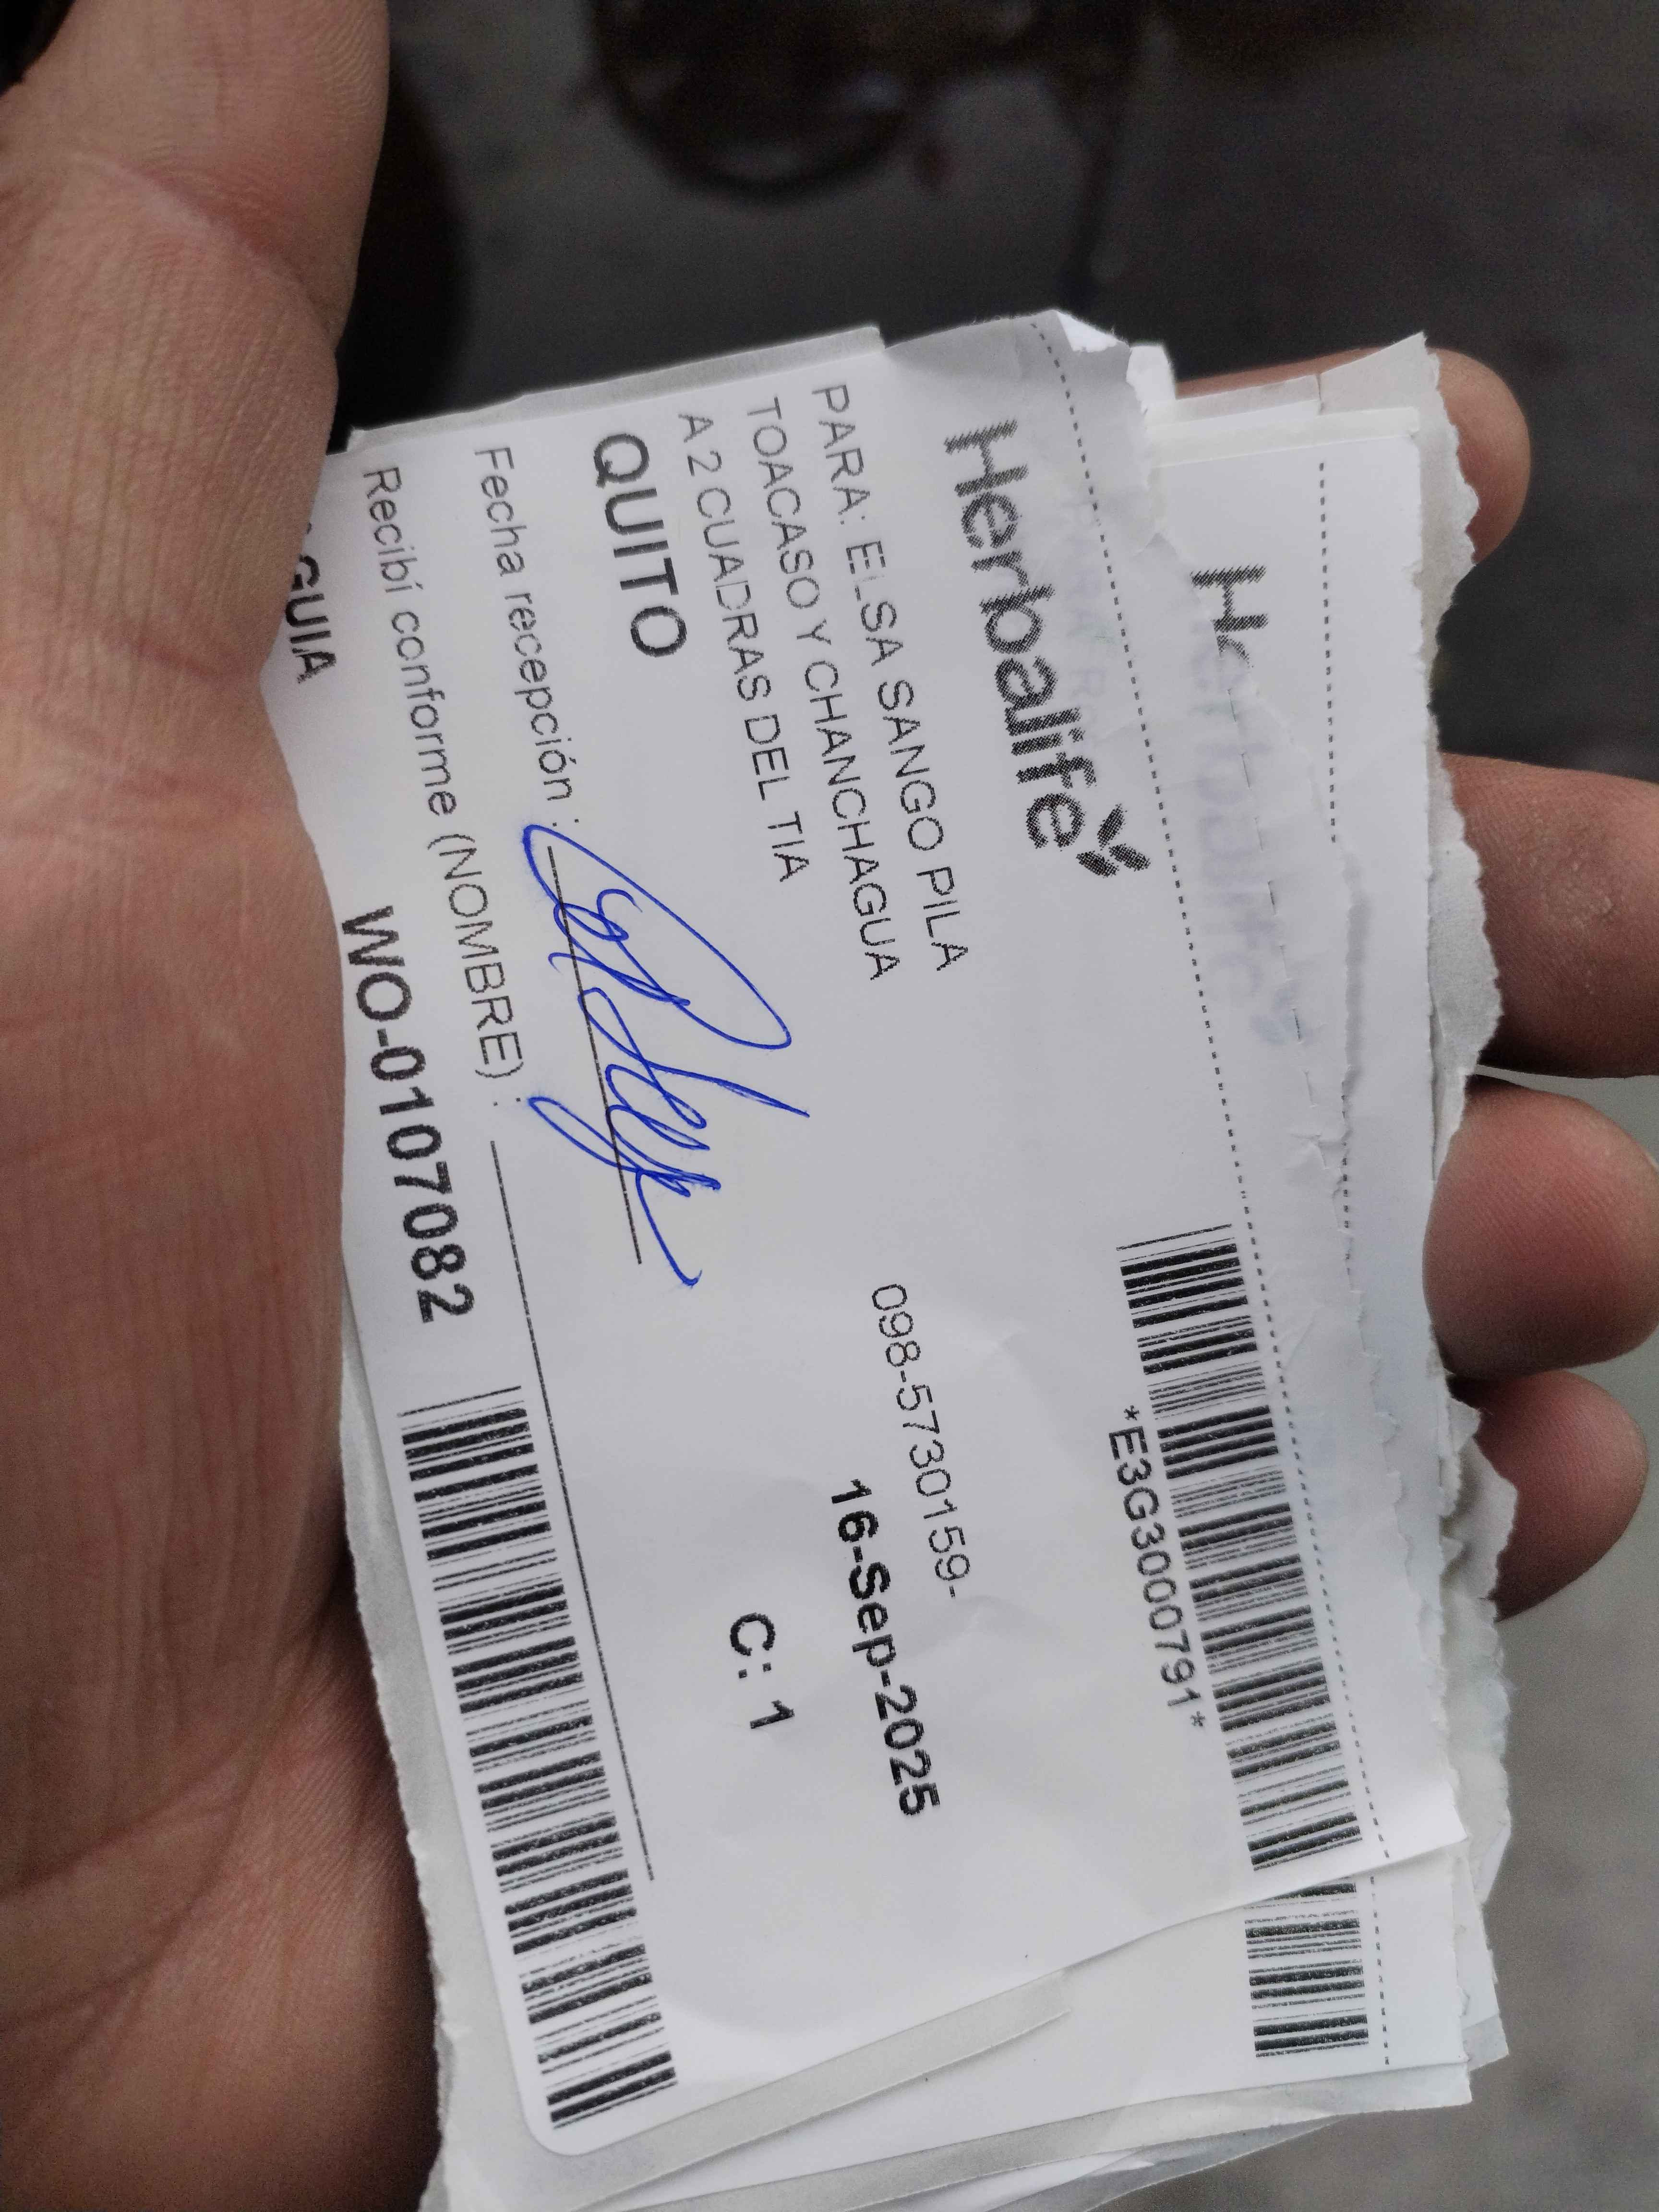 Herbalife
*E3G3000791*
PARA: ELSA SANGO PILA
TOACASO Y CHANCHAGUA
098-5730159-
A 2 CUADRAS DEL TIA
16-Sep-2025
QUITO
C: 1
Fecha recepción :
Recibí conforme (NOMBRE) :
GUIA
WO-0107082